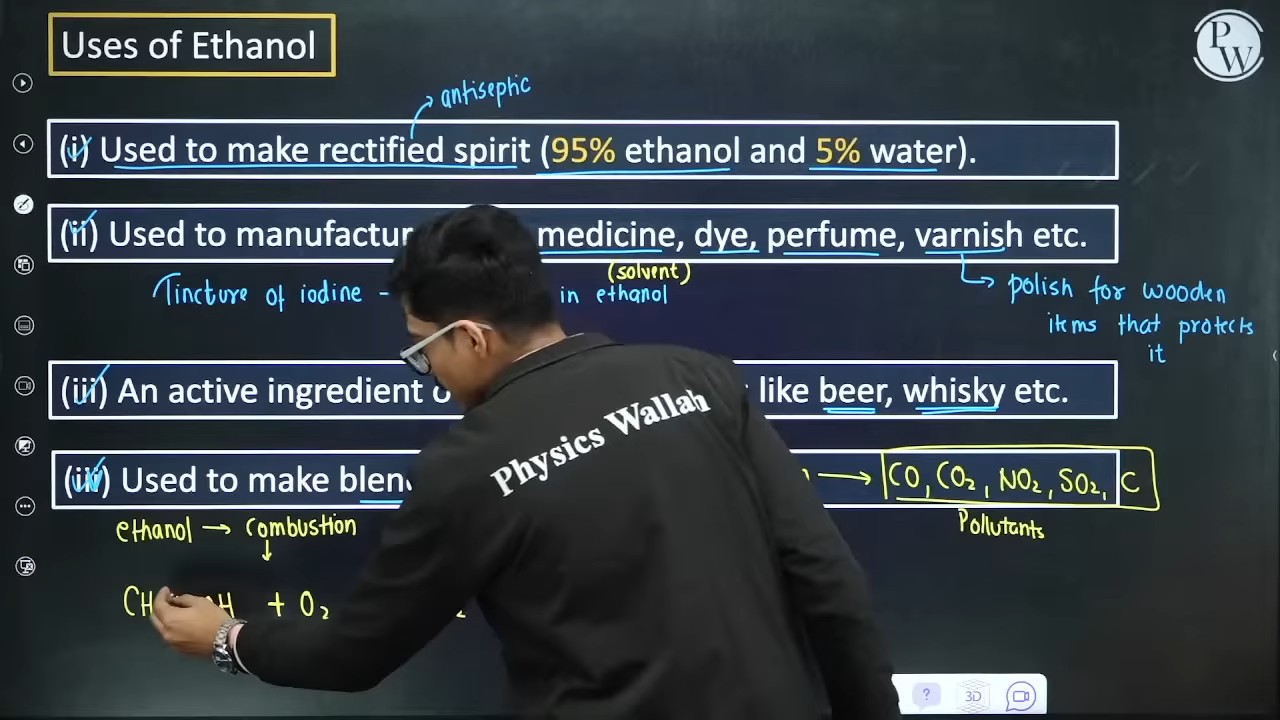 Uses of Ethanol
PW
antiseptic
(i) Used to make rectified spirit (95% ethanol and 5% water).
(ii) Used to medicine, dye, perfume, varnish etc.
(solvent)
Tincture of iodine - in ethanol
polish for wooden
items that protects
it
(iii) An active ingredient like beer, whisky etc.
Physics Wallah
(iv) Used to make → CO, CO₂, NO₂, SO₂, C
Pollutants
ethanol → combustion
↓
+ O₂
? 3D